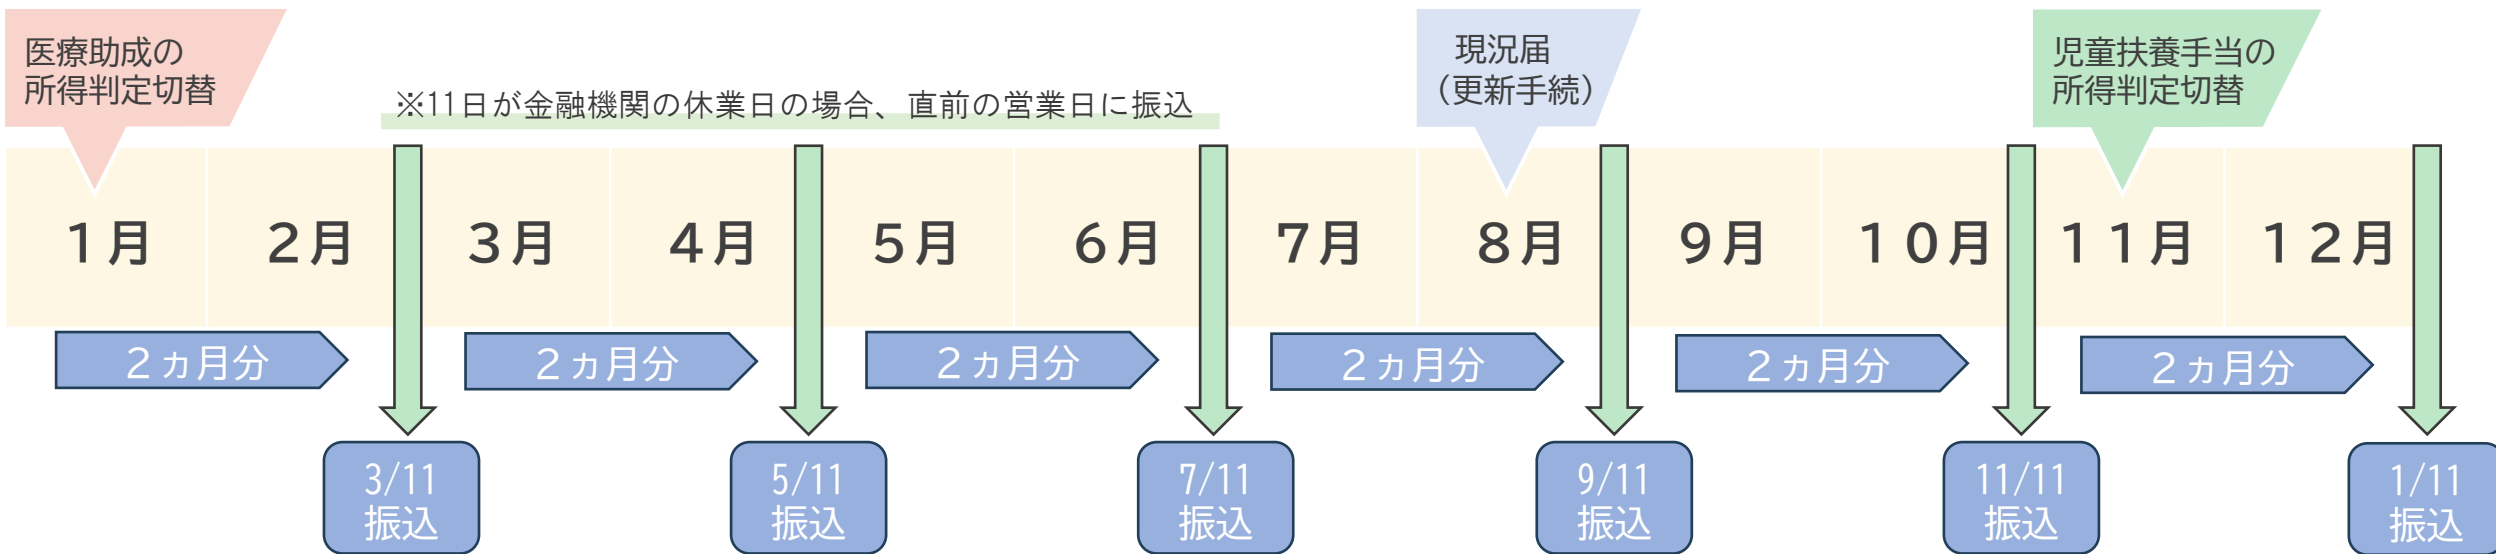 医療助成の
所得判定切替
※11日が金融機関の休業日の場合、直前の営業日に振込
現況届
（更新手続）
児童扶養手当の
所得判定切替
1月
2月
3月
4月
5月
6月
7月
8月
9月
10月
11月
12月
2ヵ月分
2ヵ月分
2ヵ月分
2ヵ月分
2ヵ月分
2ヵ月分
3/11
振込
5/11
振込
7/11
振込
9/11
振込
11/11
振込
1/11
振込